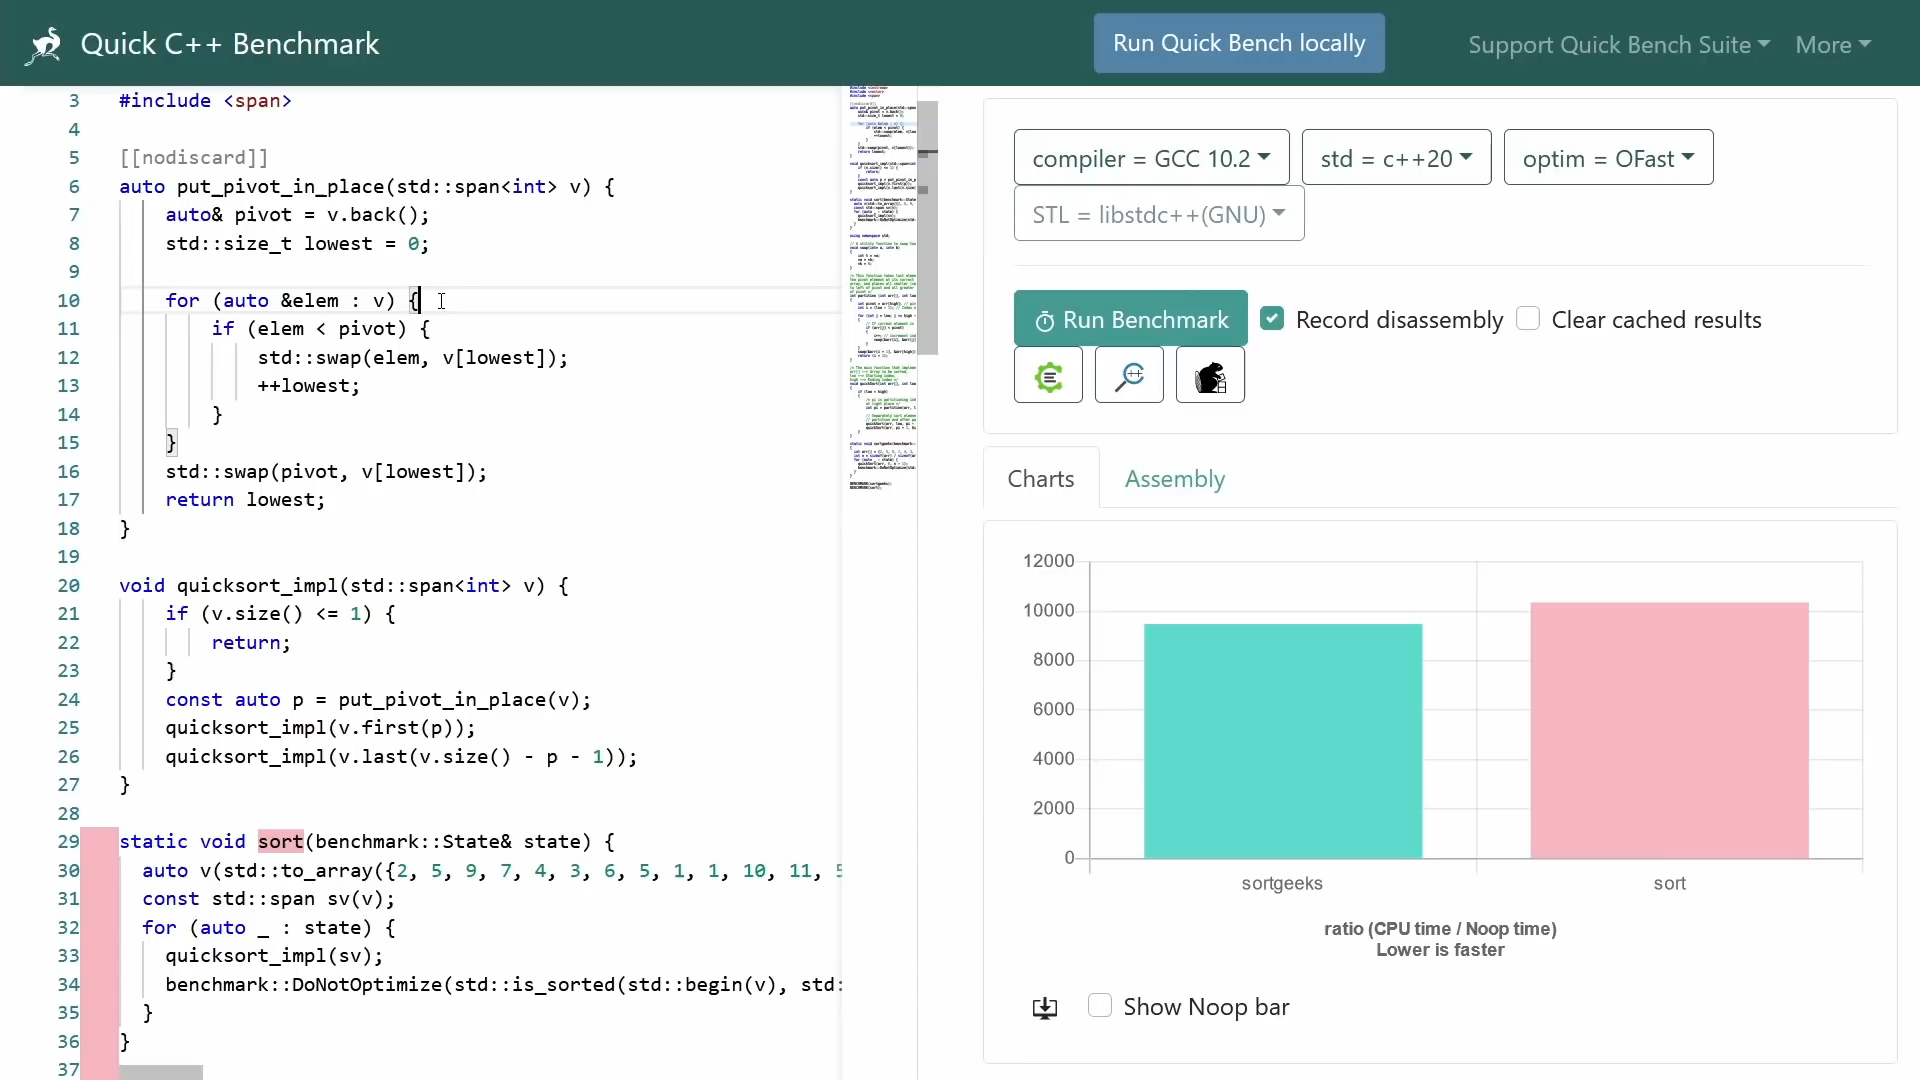 Quick C++ Benchmark
Run Quick Bench locally
Support Quick Bench Suite
More
3 #include <span>
4
5 [[nodiscard]]
6 auto put_pivot_in_place(std::span<int> v) {
7 auto& pivot = v.back();
8 std::size_t lowest = 0;
9
10 for (auto &elem : v) {
11 if (elem < pivot) {
12 std::swap(elem, v[lowest]);
13 ++lowest;
14 }
15 }
16 std::swap(pivot, v[lowest]);
17 return lowest;
18 }
19
20 void quicksort_impl(std::span<int> v) {
21 if (v.size() <= 1) {
22 return;
23 }
24 const auto p = put_pivot_in_place(v);
25 quicksort_impl(v.first(p));
26 quicksort_impl(v.last(v.size() - p - 1));
27 }
28
29 static void sort(benchmark::State& state) {
30 auto v(std::to_array({2, 5, 9, 7, 4, 3, 6, 5, 1, 1, 10, 11, 5
31 const std::span sv(v);
32 for (auto _ : state) {
33 quicksort_impl(sv);
34 benchmark::DoNotOptimize(std::is_sorted(std::begin(v), std:
35 }
36 }
37
compiler = GCC 10.2
std = c++20
optim = OFast
STL = libstdc++(GNU)
Run Benchmark
Record disassembly
Clear cached results
Charts
Assembly
12000
10000
8000
6000
4000
2000
0
sortgeeks
sort
ratio (CPU time / Noop time)
Lower is faster
Show Noop bar